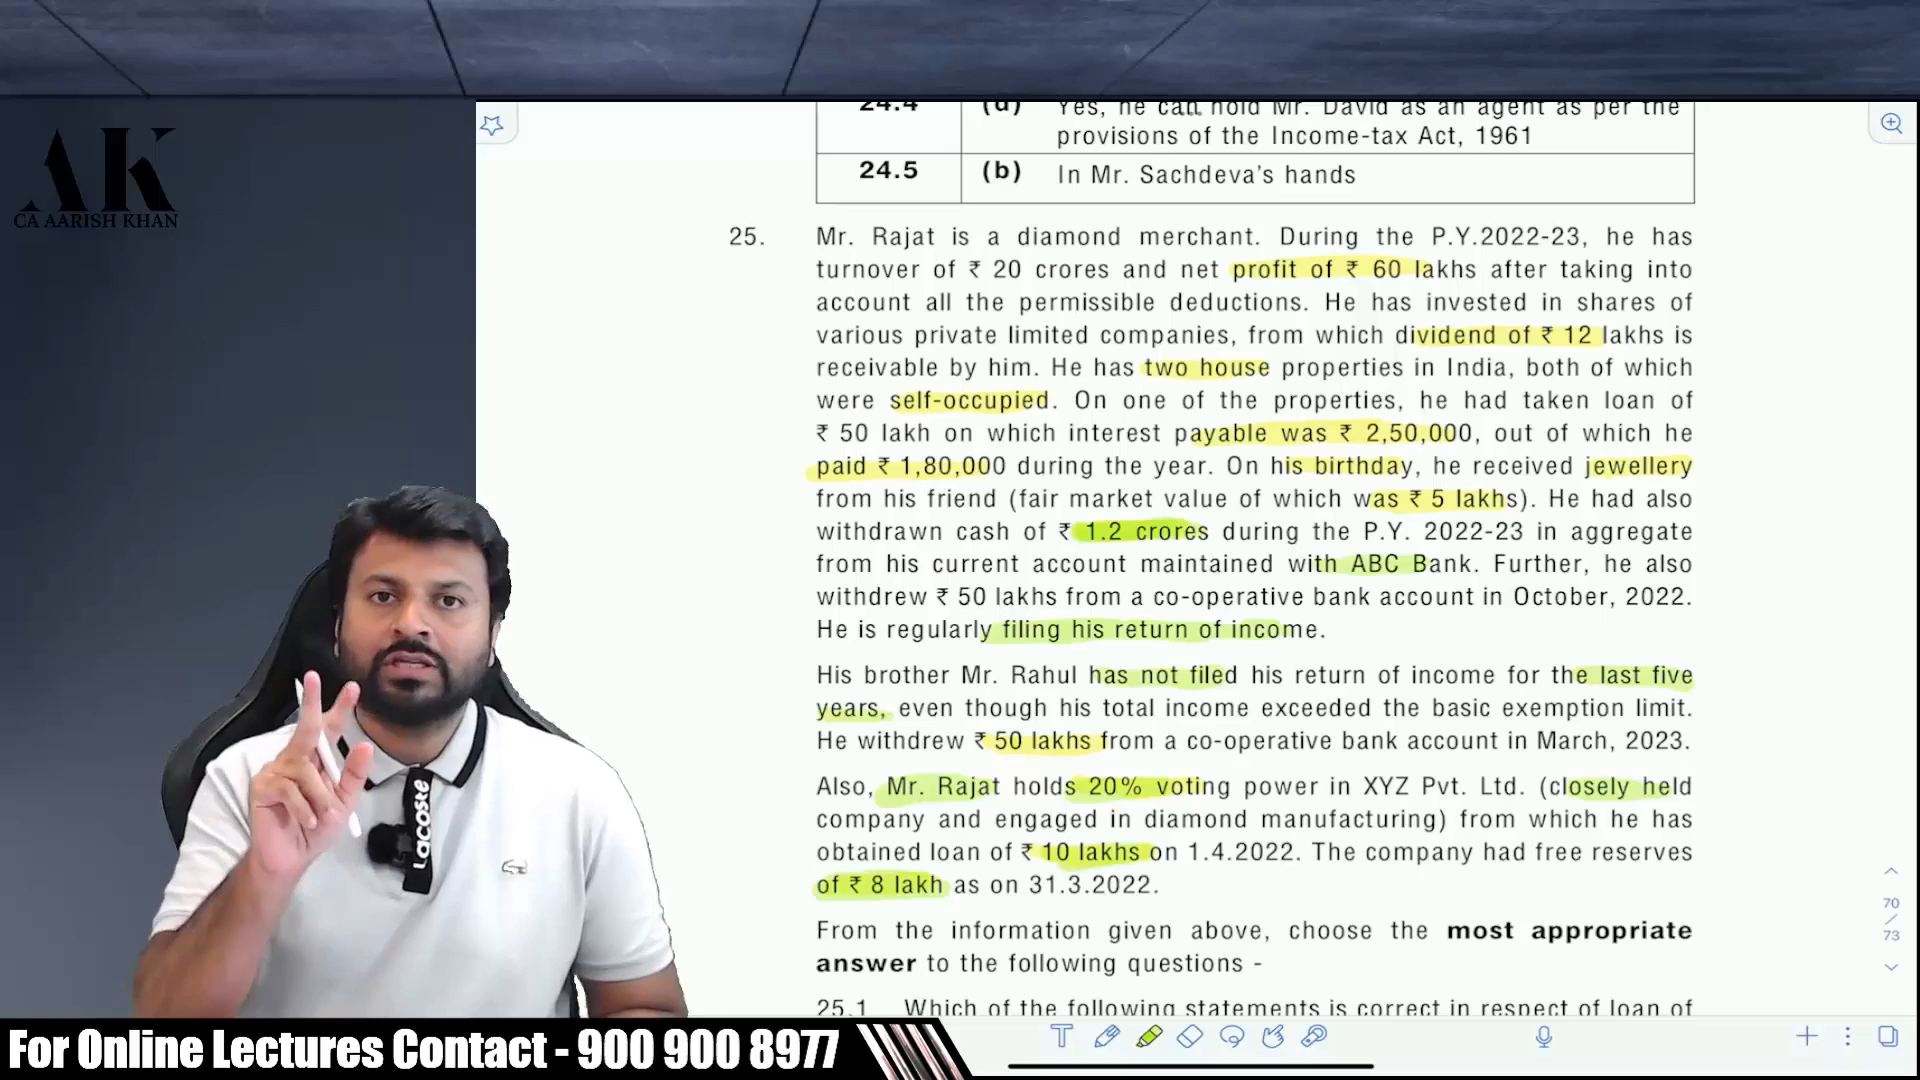 AK
CA AARISH KHAN
24.4 (d) Yes, he can hold Mr. David as an agent as per the
provisions of the Income-tax Act, 1961
24.5 (b) In Mr. Sachdeva's hands
25. Mr. Rajat is a diamond merchant. During the P.Y.2022-23, he has
turnover of ₹ 20 crores and net profit of ₹ 60 lakhs after taking into
account all the permissible deductions. He has invested in shares of
various private limited companies, from which dividend of ₹ 12 lakhs is
receivable by him. He has two house properties in India, both of which
were self-occupied. On one of the properties, he had taken loan of
₹ 50 lakh on which interest payable was ₹ 2,50,000, out of which he
paid ₹ 1,80,000 during the year. On his birthday, he received jewellery
from his friend (fair market value of which was ₹ 5 lakhs). He had also
withdrawn cash of ₹ 1.2 crores during the P.Y. 2022-23 in aggregate
from his current account maintained with ABC Bank. Further, he also
withdrew ₹ 50 lakhs from a co-operative bank account in October, 2022.
He is regularly filing his return of income.
His brother Mr. Rahul has not filed his return of income for the last five
years, even though his total income exceeded the basic exemption limit.
He withdrew ₹ 50 lakhs from a co-operative bank account in March, 2023.
Also, Mr. Rajat holds 20% voting power in XYZ Pvt. Ltd. (closely held
company and engaged in diamond manufacturing) from which he has
obtained loan of ₹ 10 lakhs on 1.4.2022. The company had free reserves
of ₹ 8 lakh as on 31.3.2022.
From the information given above, choose the most appropriate
answer to the following questions -
25.1 Which of the following statements is correct in respect of loan of
70
/
73
LACOSTE
For Online Lectures Contact - 900 900 8977